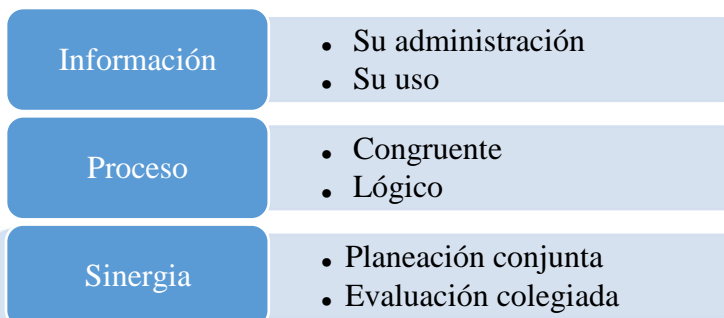 Información
• Su administración
• Su uso
Proceso
• Congruente
• Lógico
Sinergia
• Planeación conjunta
• Evaluación colegiada